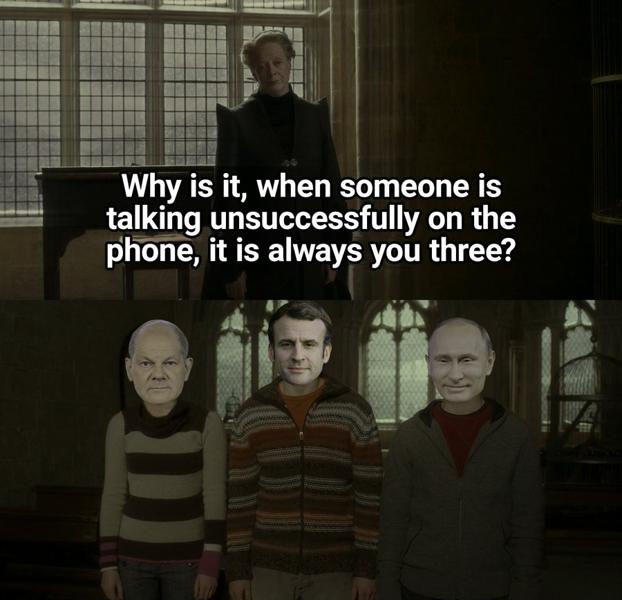 Why is it, when someone is
talking unsuccessfully on the
phone, it is always you three?